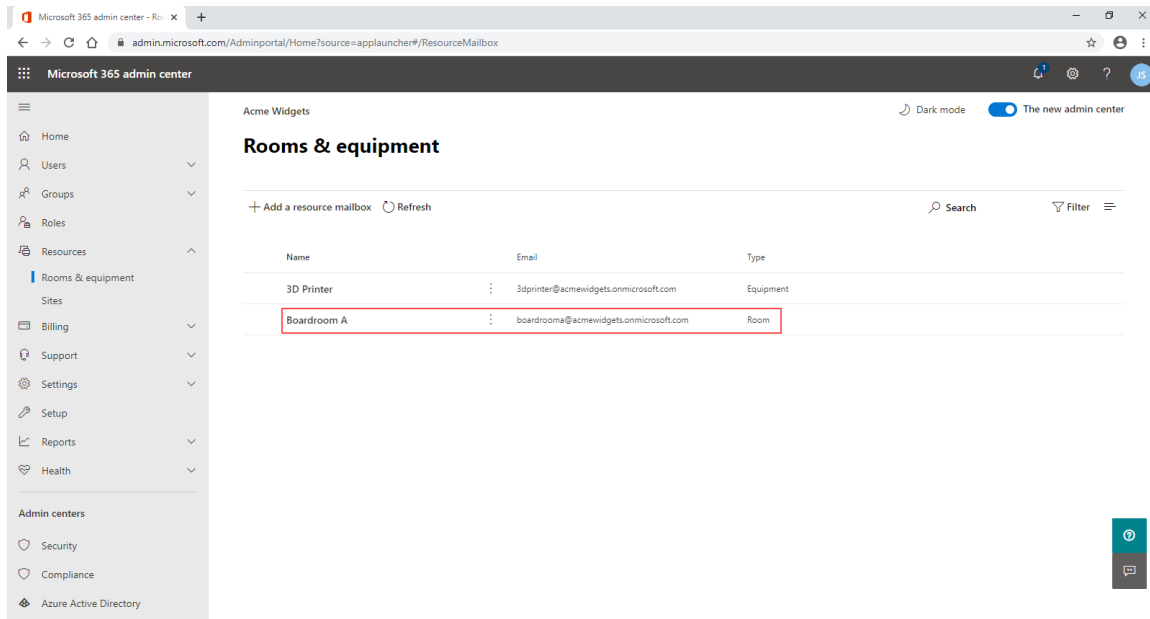 Microsoft 365 admin center - Roo
admin.microsoft.com/Adminportal/Home?source=applauncher#/ResourceMailbox
Microsoft 365 admin center
1
?
JS
Acme Widgets
Dark mode
The new admin center
Rooms & equipment
Home
Users
Groups
Roles
Resources
Rooms & equipment
Sites
Billing
Support
Settings
Setup
Reports
Health
Admin centers
Security
Compliance
Azure Active Directory
+ Add a resource mailbox Refresh
Search
Filter
Name Email Type
3D Printer 3dprinter@acmewidgets.onmicrosoft.com Equipment
Boardroom A boardrooma@acmewidgets.onmicrosoft.com Room